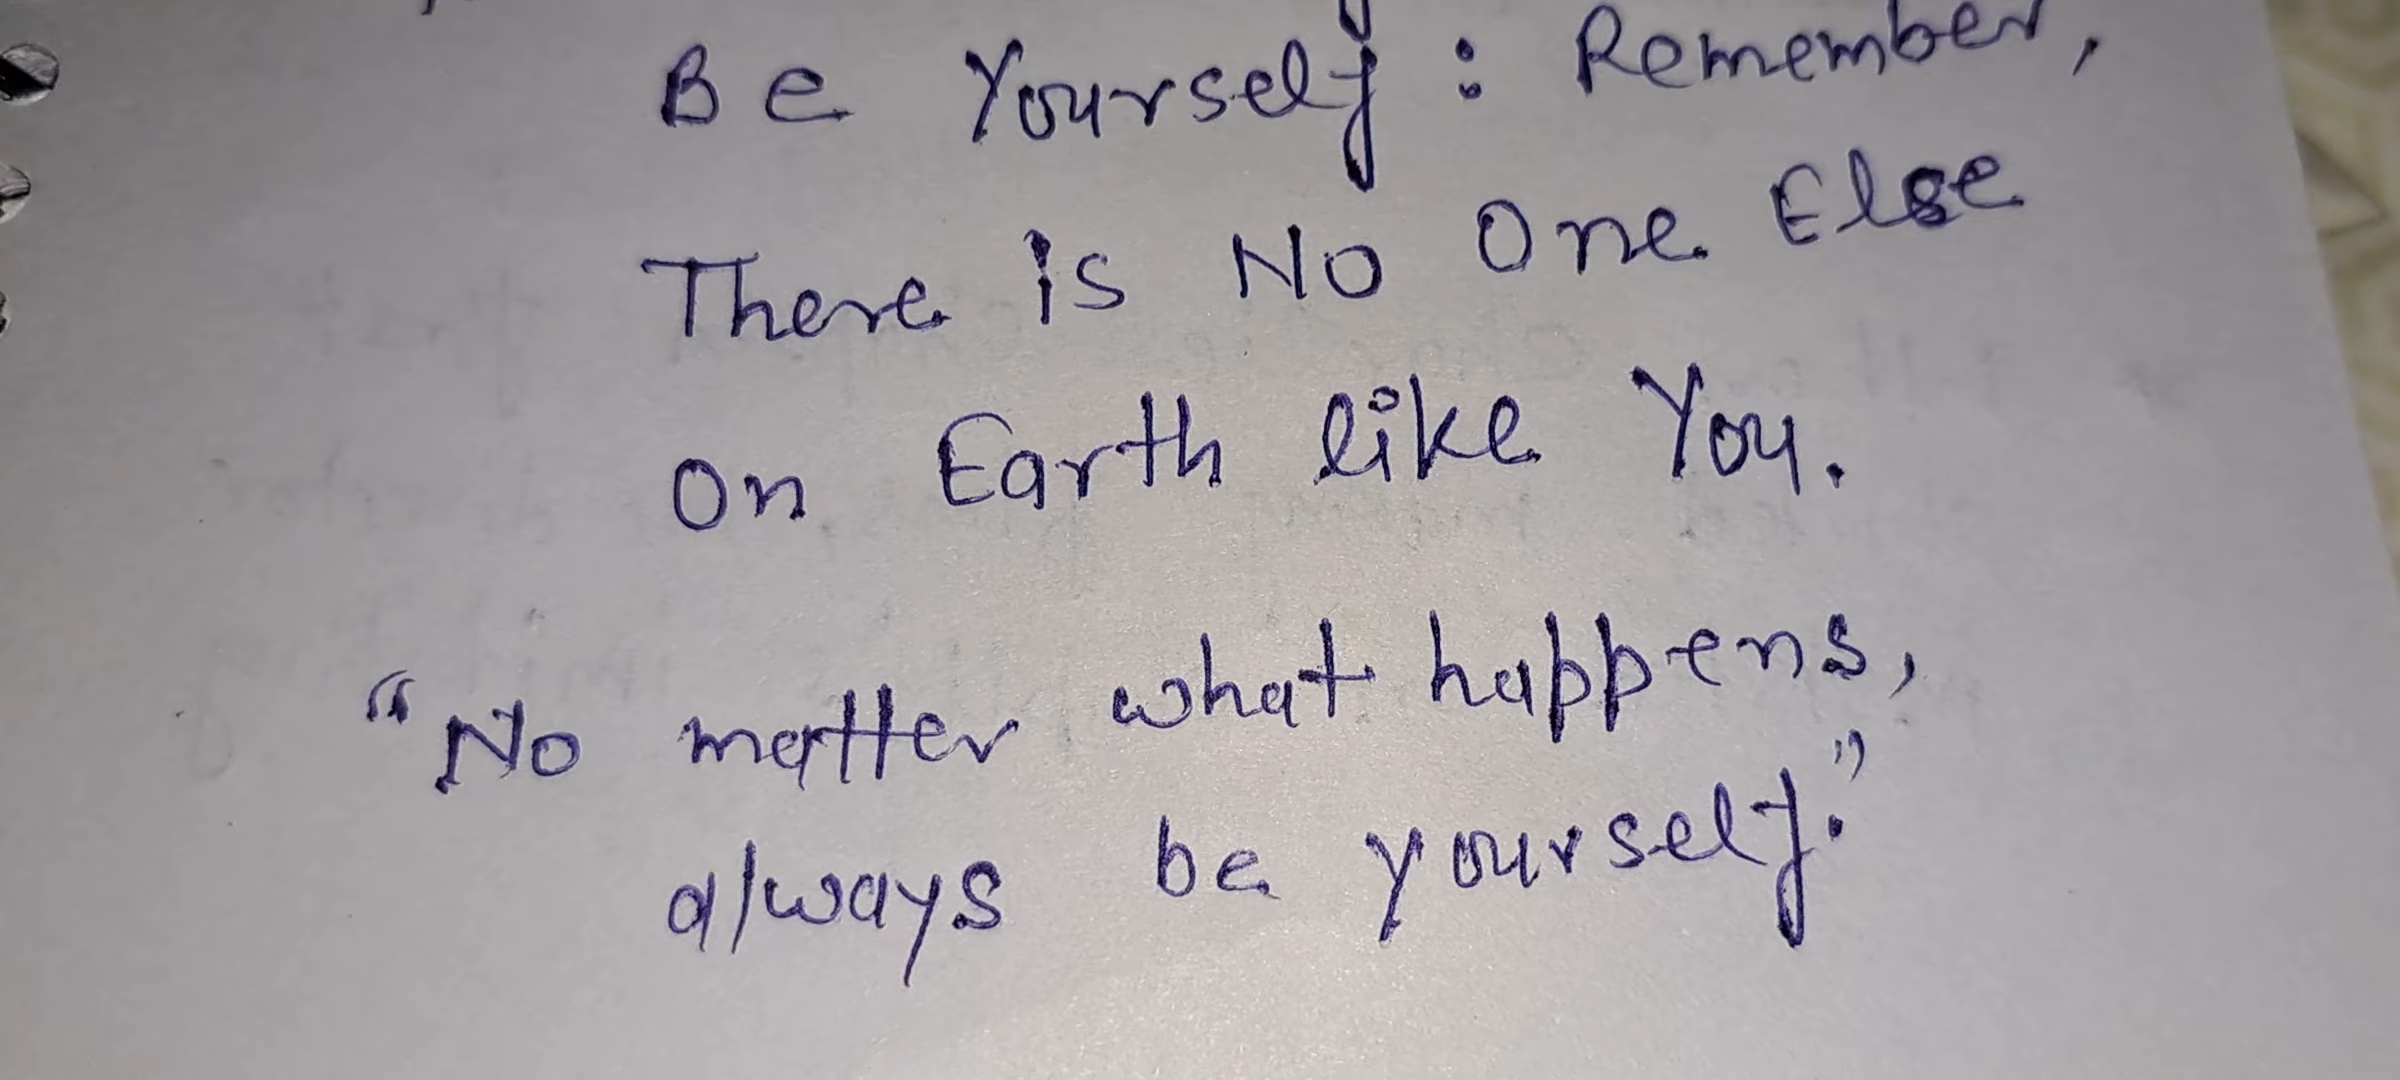 Be Yourself : Remember,
There is No One Else
On Earth like You.
“No matter what happens,
always be yourself.”